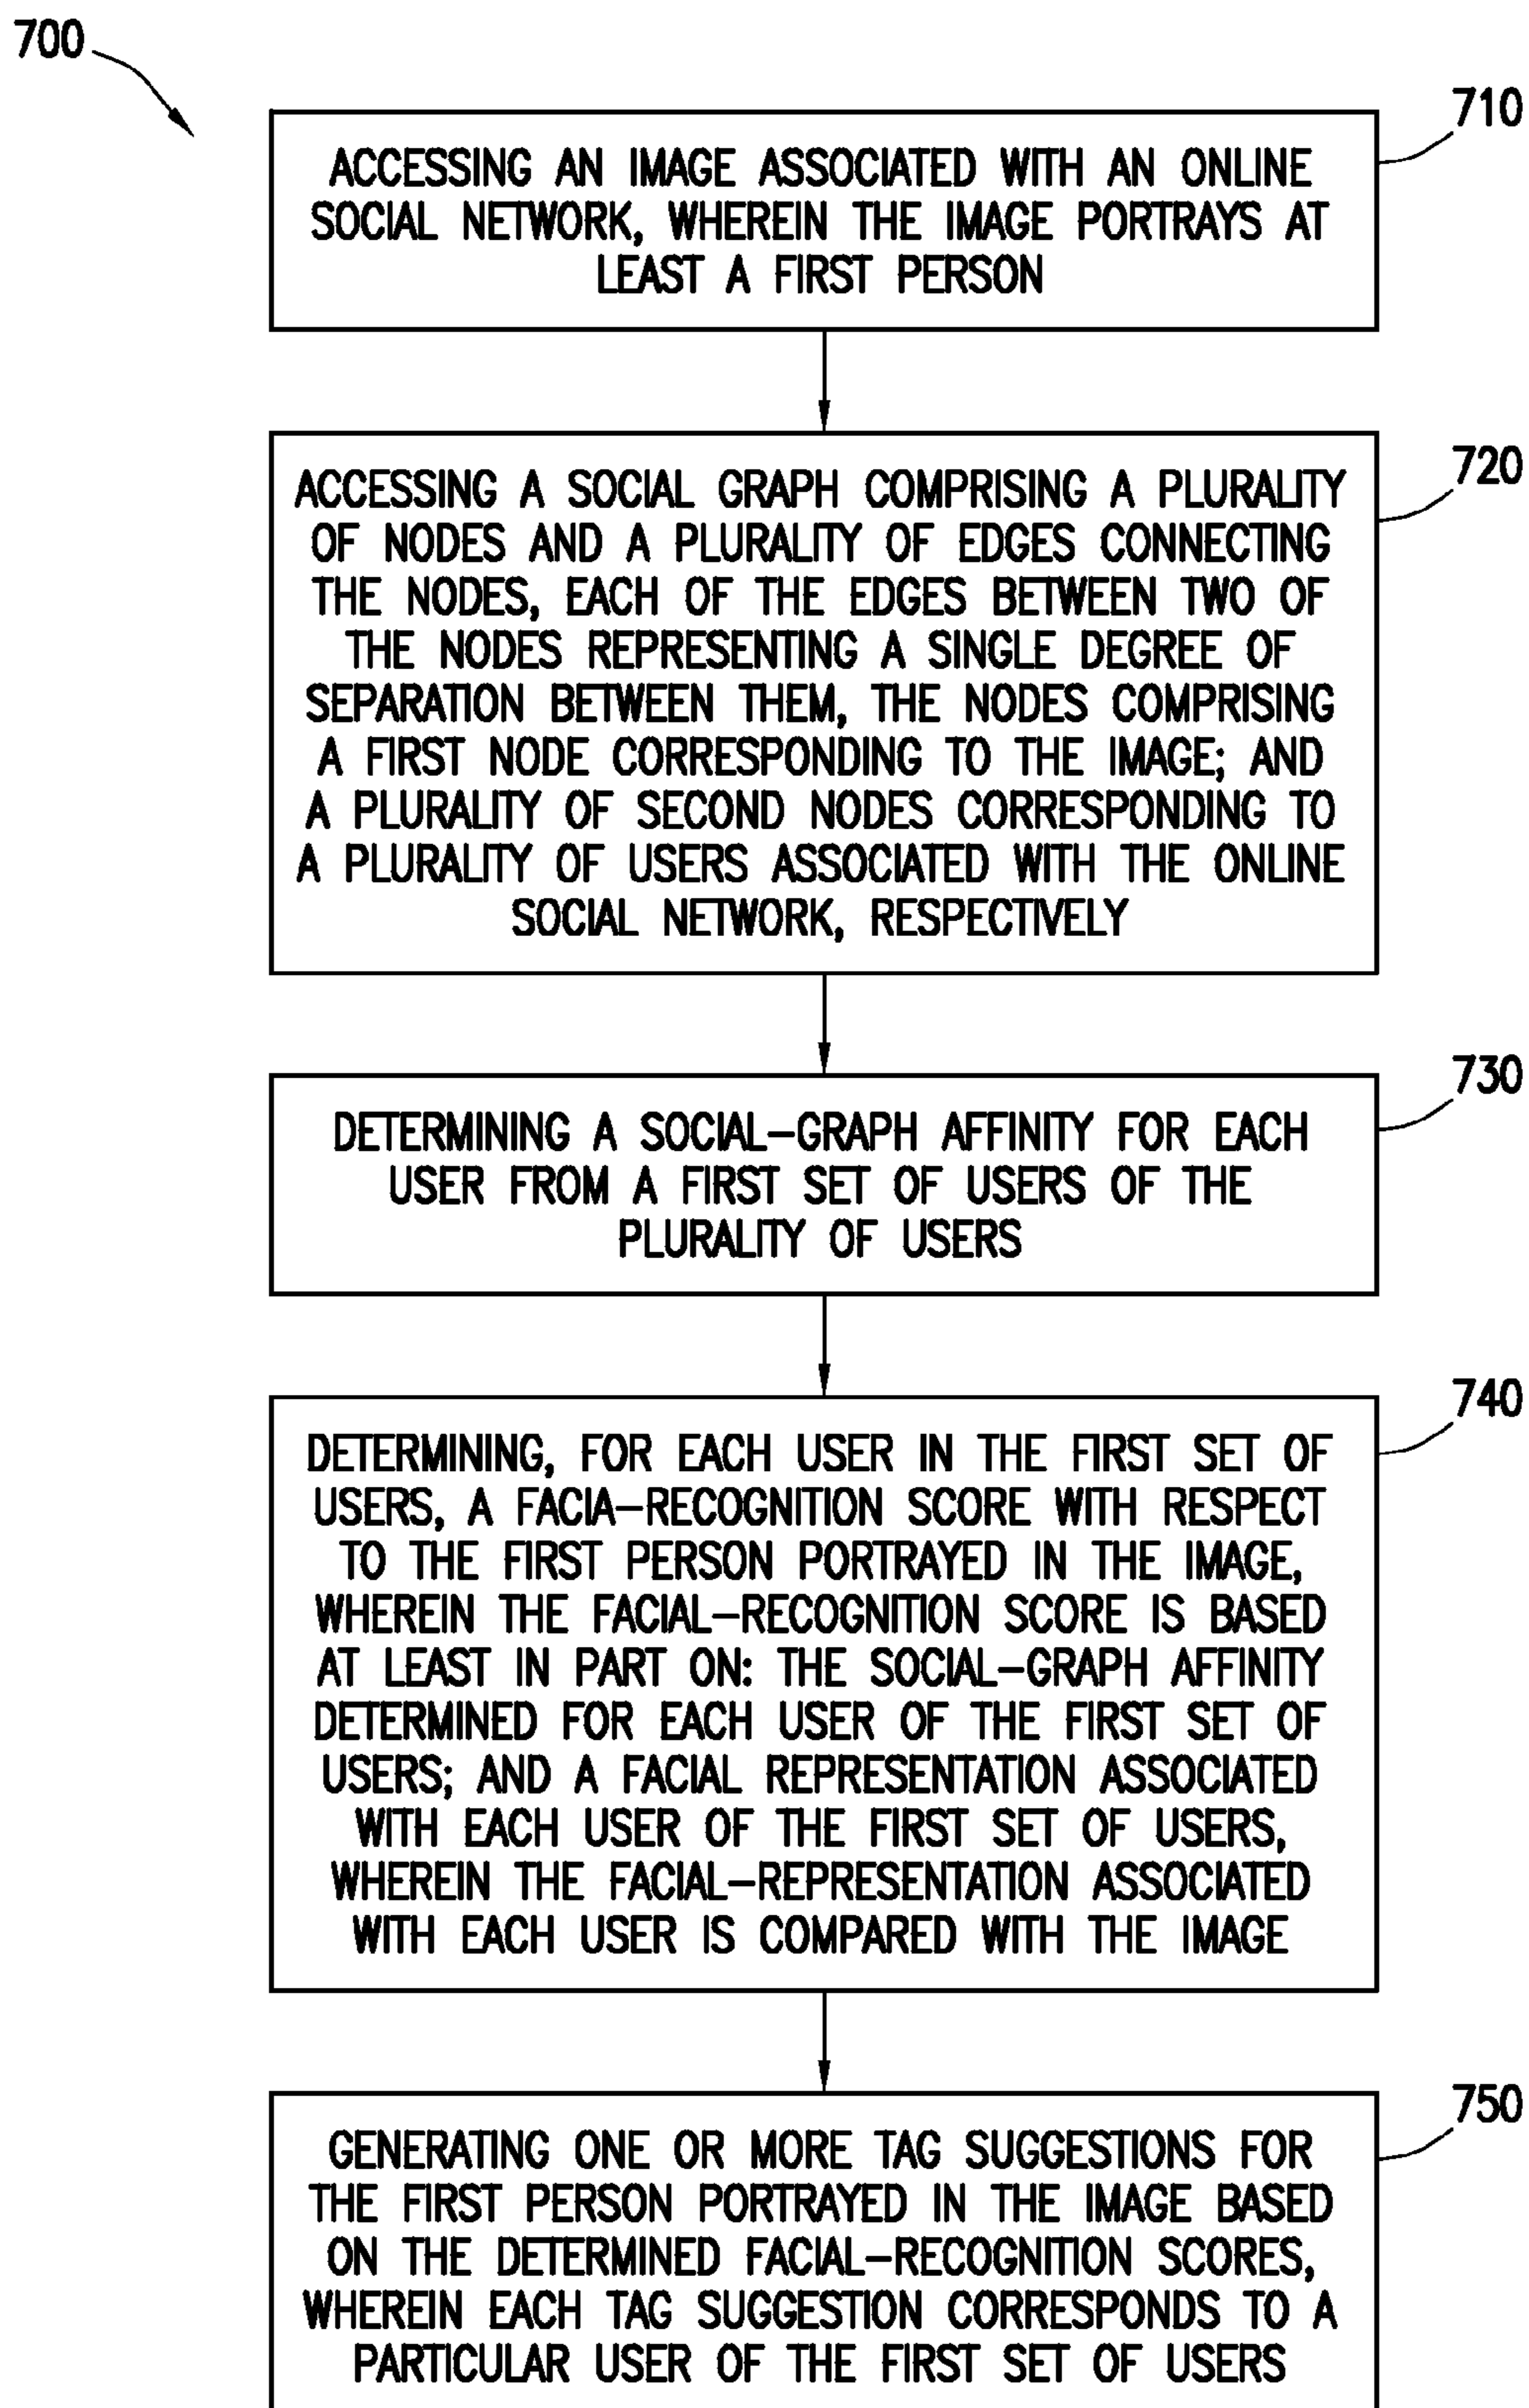 700
710
ACCESSING AN IMAGE ASSOCIATED WITH AN ONLINE
SOCIAL NETWORK, WHEREIN THE IMAGE PORTRAYS AT
LEAST A FIRST PERSON
720
ACCESSING A SOCIAL GRAPH COMPRISING A PLURALITY
OF NODES AND A PLURALITY OF EDGES CONNECTING
THE NODES, EACH OF THE EDGES BETWEEN TWO OF
THE NODES REPRESENTING A SINGLE DEGREE OF
SEPARATION BETWEEN THEM, THE NODES COMPRISING
A FIRST NODE CORRESPONDING TO THE IMAGE; AND
A PLURALITY OF SECOND NODES CORRESPONDING TO
A PLURALITY OF USERS ASSOCIATED WITH THE ONLINE
SOCIAL NETWORK, RESPECTIVELY
730
DETERMINING A SOCIAL-GRAPH AFFINITY FOR EACH
USER FROM A FIRST SET OF USERS OF THE
PLURALITY OF USERS
740
DETERMINING, FOR EACH USER IN THE FIRST SET OF
USERS, A FACIA-RECOGNITION SCORE WITH RESPECT
TO THE FIRST PERSON PORTRAYED IN THE IMAGE,
WHEREIN THE FACIAL-RECOGNITION SCORE IS BASED
AT LEAST IN PART ON: THE SOCIAL-GRAPH AFFINITY
DETERMINED FOR EACH USER OF THE FIRST SET OF
USERS; AND A FACIAL REPRESENTATION ASSOCIATED
WITH EACH USER OF THE FIRST SET OF USERS,
WHEREIN THE FACIAL-REPRESENTATION ASSOCIATED
WITH EACH USER IS COMPARED WITH THE IMAGE
750
GENERATING ONE OR MORE TAG SUGGESTIONS FOR
THE FIRST PERSON PORTRAYED IN THE IMAGE BASED
ON THE DETERMINED FACIAL-RECOGNITION SCORES,
WHEREIN EACH TAG SUGGESTION CORRESPONDS TO A
PARTICULAR USER OF THE FIRST SET OF USERS